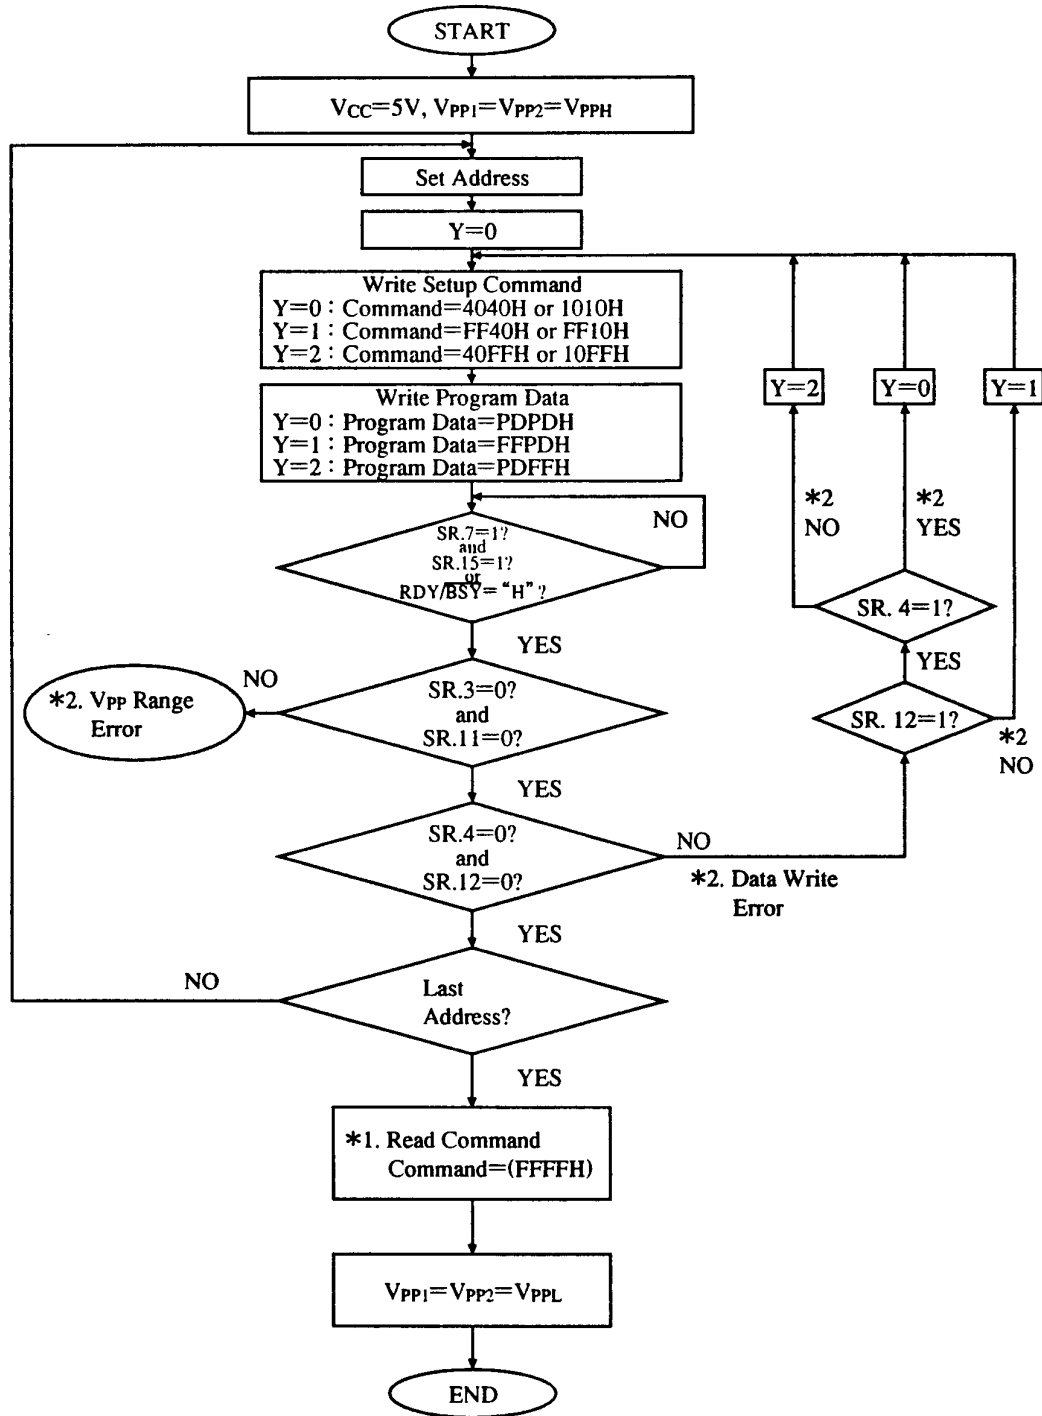 START
VCC=5V, VPP1=VPP2=VPPH
Set Address
Y=0
Write Setup Command
Y=0 : Command=4040H or 1010H
Y=1 : Command=FF40H or FF10H
Y=2 : Command=40FFH or 10FFH
Y=2
Y=0
Y=1
Write Program Data
Y=0 : Program Data=PDPDH
Y=1 : Program Data=FFPDH
Y=2 : Program Data=PDFFH
*2
NO
*2
YES
NO
SR.7=1?
and
SR.15=1?
or
RDY/BSY= “H” ?
SR. 4=1?
YES
YES
NO
*2. VPP Range
Error
SR.3=0?
and
SR.11=0?
SR. 12=1?
*2
NO
YES
SR.4=0?
and
SR.12=0?
NO
*2. Data Write
Error
YES
NO
Last
Address?
YES
*1. Read Command
Command=(FFFFH)
VPP1=VPP2=VPPL
END